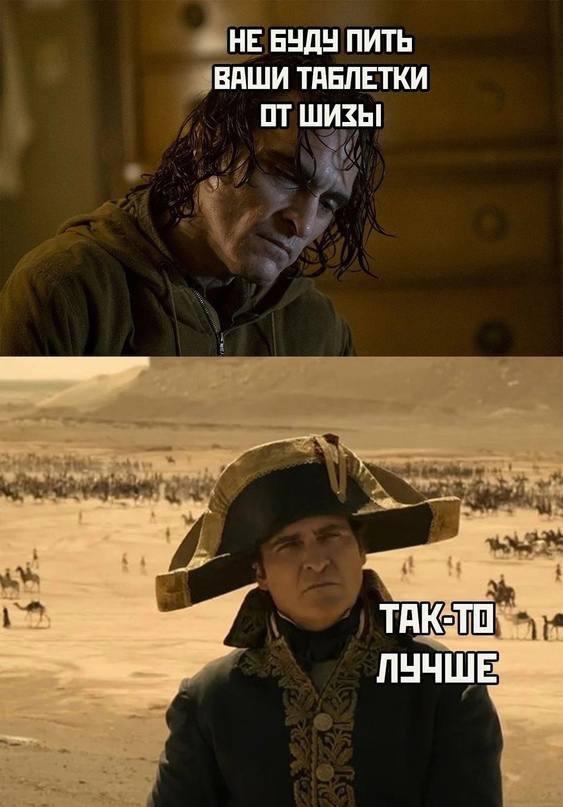 НЕ БУДУ ПИТЬ
ВАШИ ТАБЛЕТКИ
ОТ ШИЗЫ
ТАК-ТО
ЛУЧШЕ